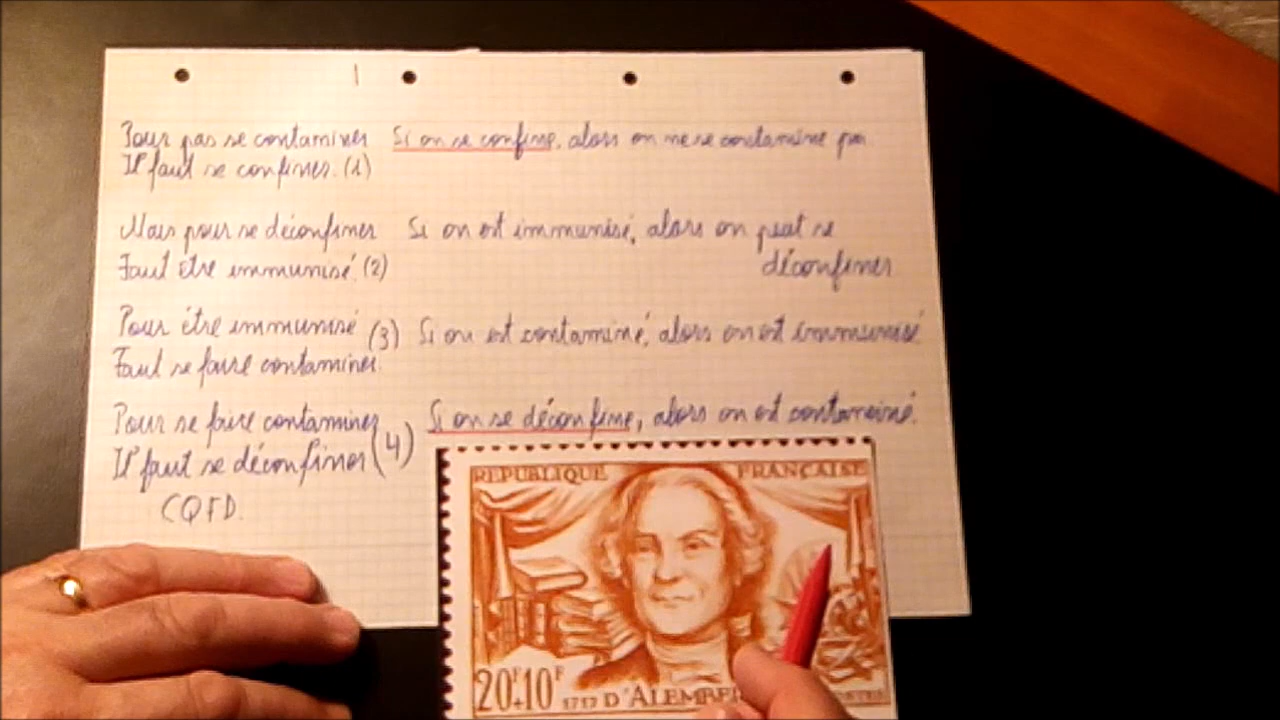 Pour pas se contaminer Si on se confine, alors on ne se contamine pas
Il faut se confiner. (1)
Mais pour se déconfiner Si on est immunisé, alors on peut se
Faut être immunisé. (2) déconfiner
Pour être immunisé (3) Si on est contaminé, alors on est immunisé
Faut se faire contaminer.
Pour se faire contaminer Si on se déconfine, alors on est contaminé.
Il faut se déconfiner (4)
CQFD.
REPUBLIQUE FRANÇAISE
20F+10F 1717 D'ALEMBE POSTES